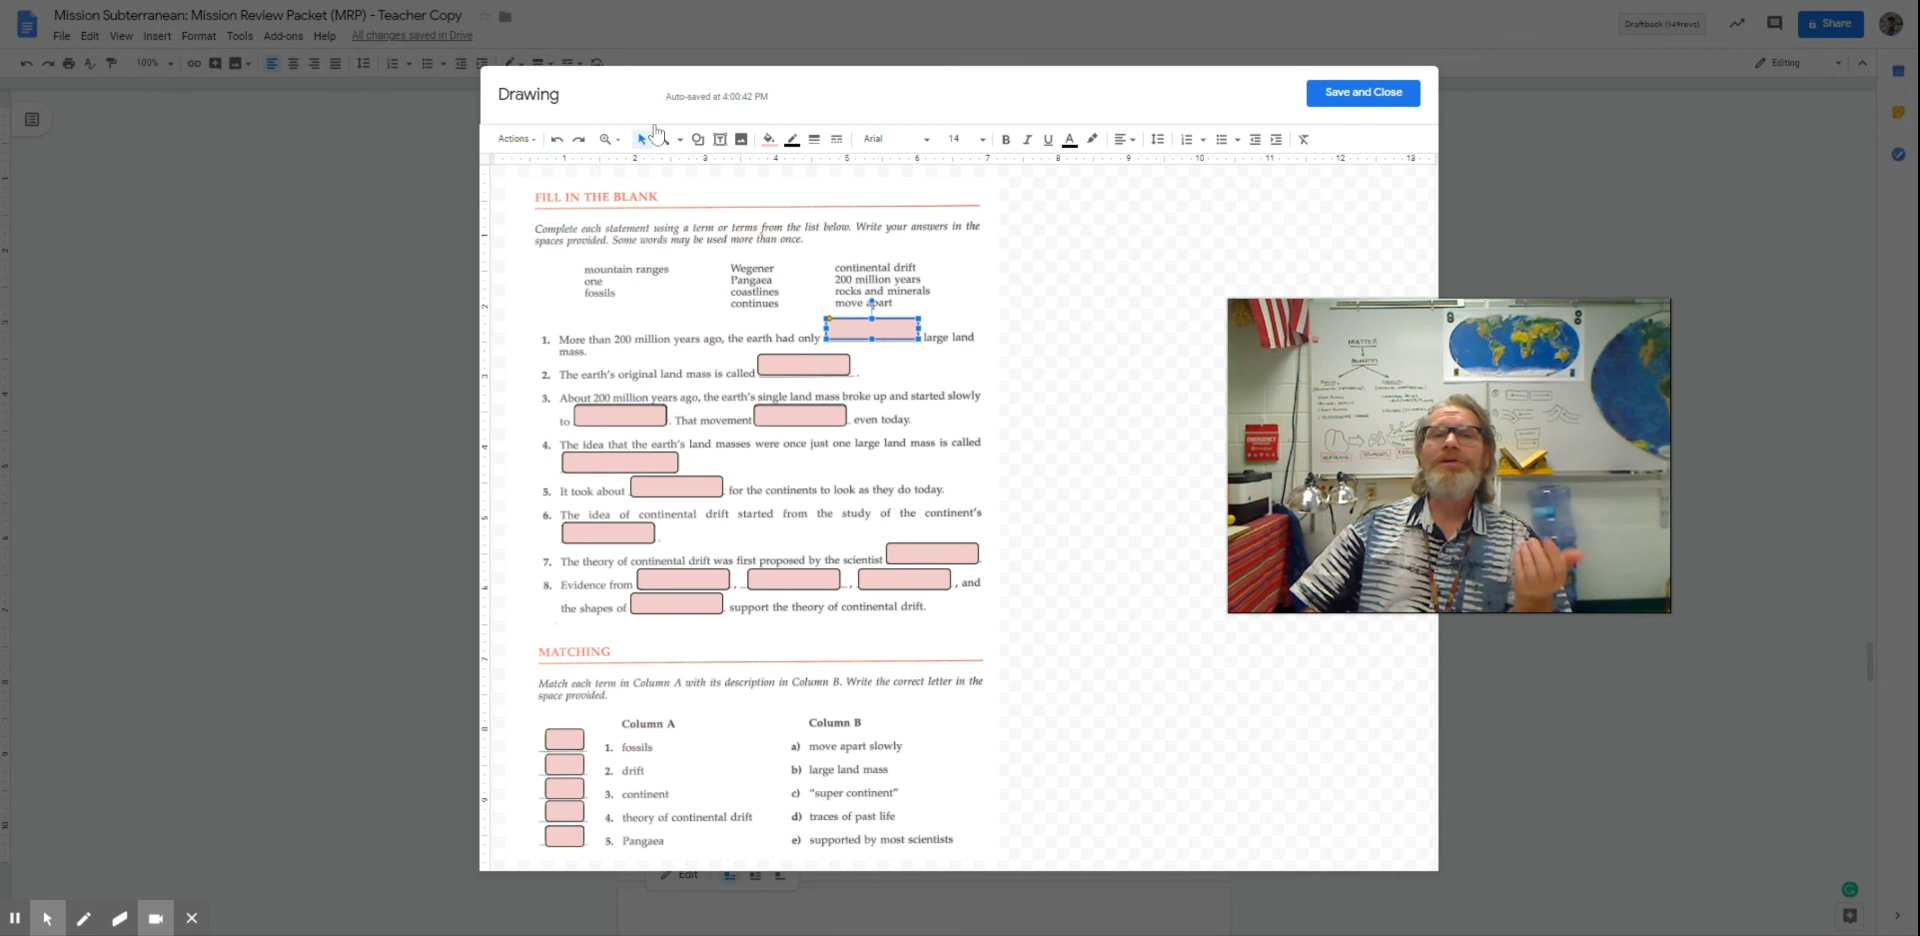 Mission Subterranean: Mission Review Packet (MRP) - Teacher Copy
File Edit View Insert Format Tools Add-ons Help All changes saved in Drive
Draftback (149revs)
Share
100%
Editing
Drawing
Auto-saved at 4:00:42 PM
Save and Close
Actions
Arial
14
FILL IN THE BLANK
Complete each statement using a term or terms from the list below. Write your answers in the
spaces provided. Some words may be used more than once.
mountain ranges
one
fossils
Wegener
Pangaea
coastlines
continues
continental drift
200 million years
rocks and minerals
move apart
1. More than 200 million years ago, the earth had only large land
mass.
2. The earth's original land mass is called .
3. About 200 million years ago, the earth's single land mass broke up and started slowly
to . That movement even today.
4. The idea that the earth's land masses were once just one large land mass is called
5. It took about for the continents to look as they do today.
6. The idea of continental drift started from the study of the continent's
.
7. The theory of continental drift was first proposed by the scientist
8. Evidence from , , , and
the shapes of support the theory of continental drift.
MATCHING
Match each term in Column A with its description in Column B. Write the correct letter in the
space provided.
Column A
1. fossils
2. drift
3. continent
4. theory of continental drift
5. Pangaea
Column B
a) move apart slowly
b) large land mass
c) "super continent"
d) traces of past life
e) supported by most scientists
MATTER
EMERGENCY
Edit